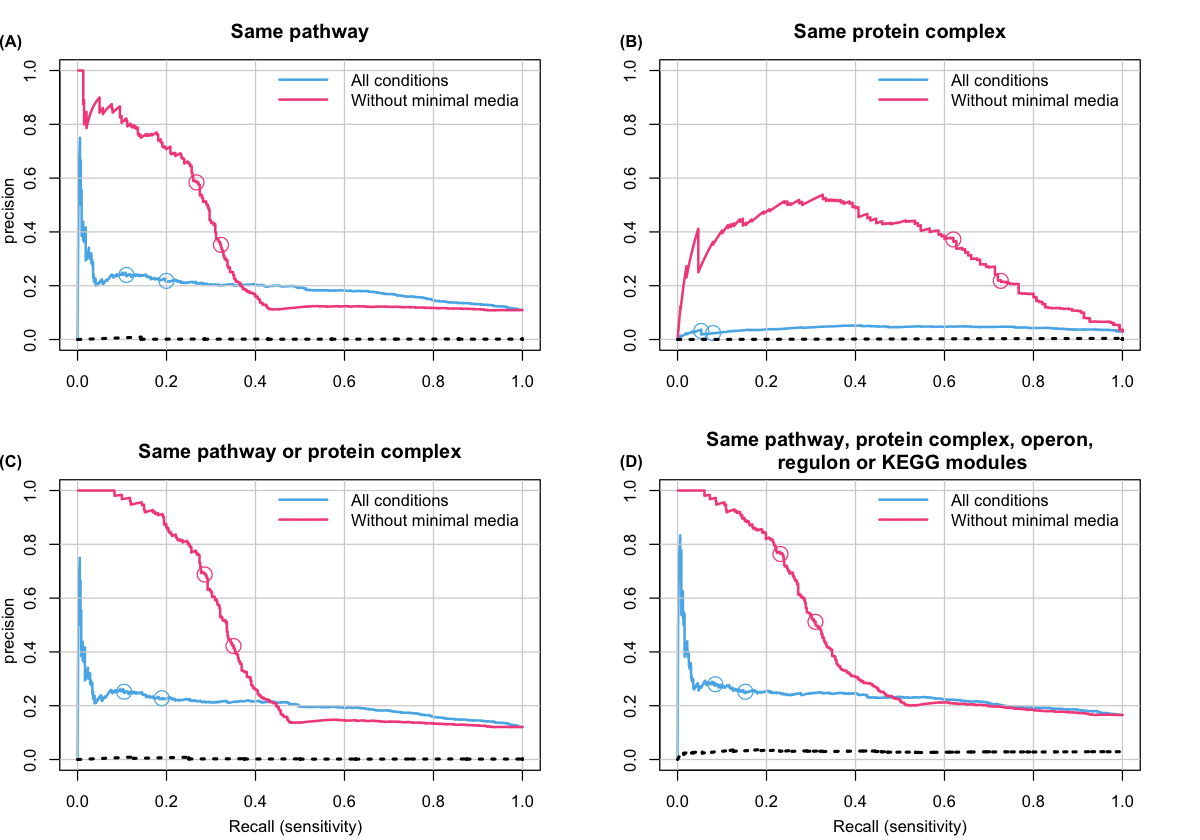 (A)
Same pathway
All conditions
Without minimal media
precision
1.0
0.8
0.6
0.4
0.2
0.0
0.0 0.2 0.4 0.6 0.8 1.0
(B)
Same protein complex
All conditions
Without minimal media
1.0
0.8
0.6
0.4
0.2
0.0
0.0 0.2 0.4 0.6 0.8 1.0
(C)
Same pathway or protein complex
All conditions
Without minimal media
precision
1.0
0.8
0.6
0.4
0.2
0.0
0.0 0.2 0.4 0.6 0.8 1.0
Recall (sensitivity)
(D)
Same pathway, protein complex, operon,
regulon or KEGG modules
All conditions
Without minimal media
1.0
0.8
0.6
0.4
0.2
0.0
0.0 0.2 0.4 0.6 0.8 1.0
Recall (sensitivity)